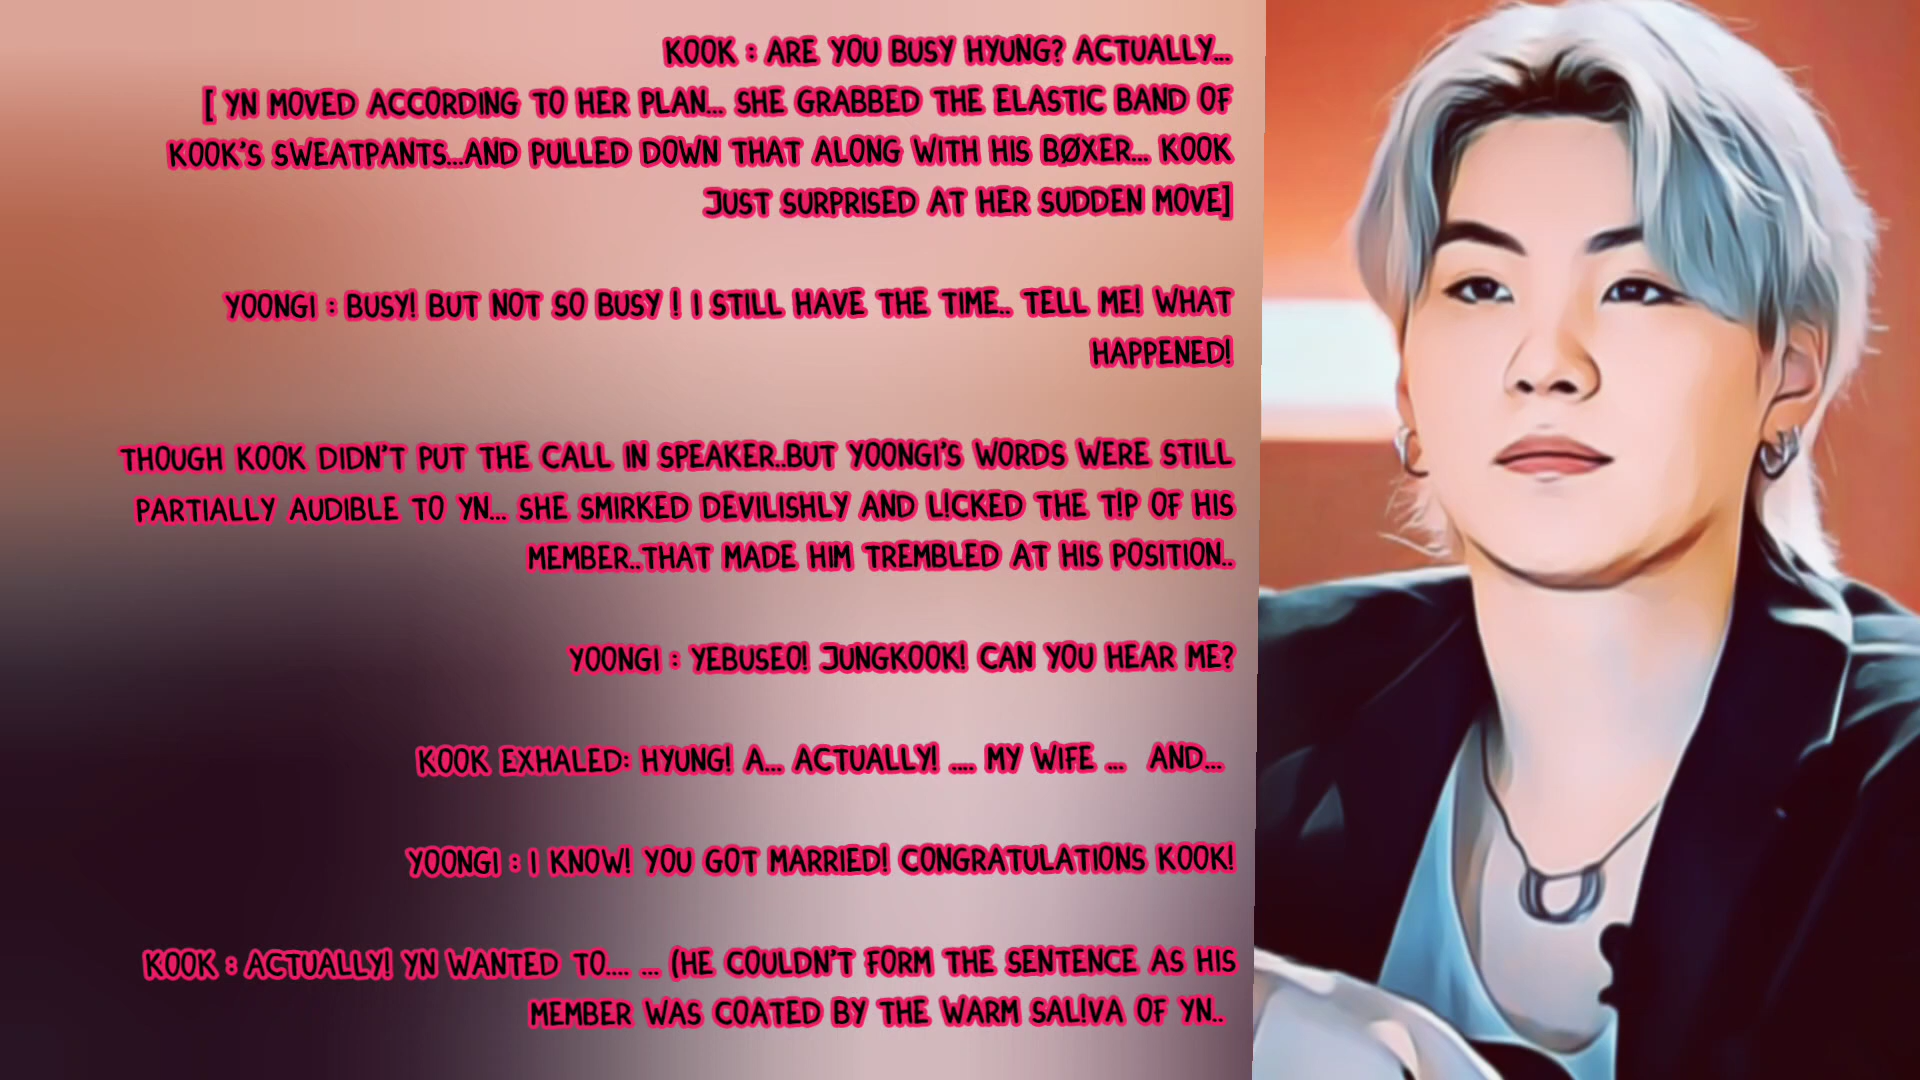 KOOK : ARE YOU BUSY HYUNG? ACTUALLY...
[ YN MOVED ACCORDING TO HER PLAN... SHE GRABBED THE ELASTIC BAND OF
KOOK'S SWEATPANTS...AND PULLED DOWN THAT ALONG WITH HIS BØXER... KOOK
JUST SURPRISED AT HER SUDDEN MOVE]
YOONGI : BUSY! BUT NOT SO BUSY ! I STILL HAVE THE TIME.. TELL ME! WHAT
HAPPENED!
THOUGH KOOK DIDN'T PUT THE CALL IN SPEAKER..BUT YOONGI'S WORDS WERE STILL
PARTIALLY AUDIBLE TO YN... SHE SMIRKED DEVILISHLY AND L!CKED THE T!P OF HIS
MEMBER..THAT MADE HIM TREMBLED AT HIS POSITION..
YOONGI : YEBUSEO! JUNGKOOK! CAN YOU HEAR ME?
KOOK EXHALED: HYUNG! A... ACTUALLY! .... MY WIFE ... AND...
YOONGI : I KNOW! YOU GOT MARRIED! CONGRATULATIONS KOOK!
KOOK : ACTUALLY! YN WANTED TO.... ... (HE COULDN'T FORM THE SENTENCE AS HIS
MEMBER WAS COATED BY THE WARM SAL!VA OF YN..